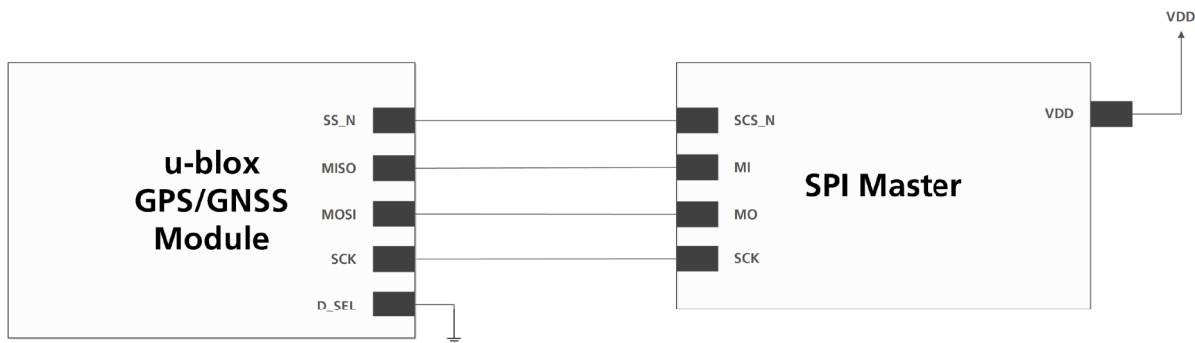 VDD
SS_N
MISO
MOSI
SCK
D_SEL
u-blox
GPS/GNSS
Module
SCS_N
MI
MO
SCK
SPI Master
VDD